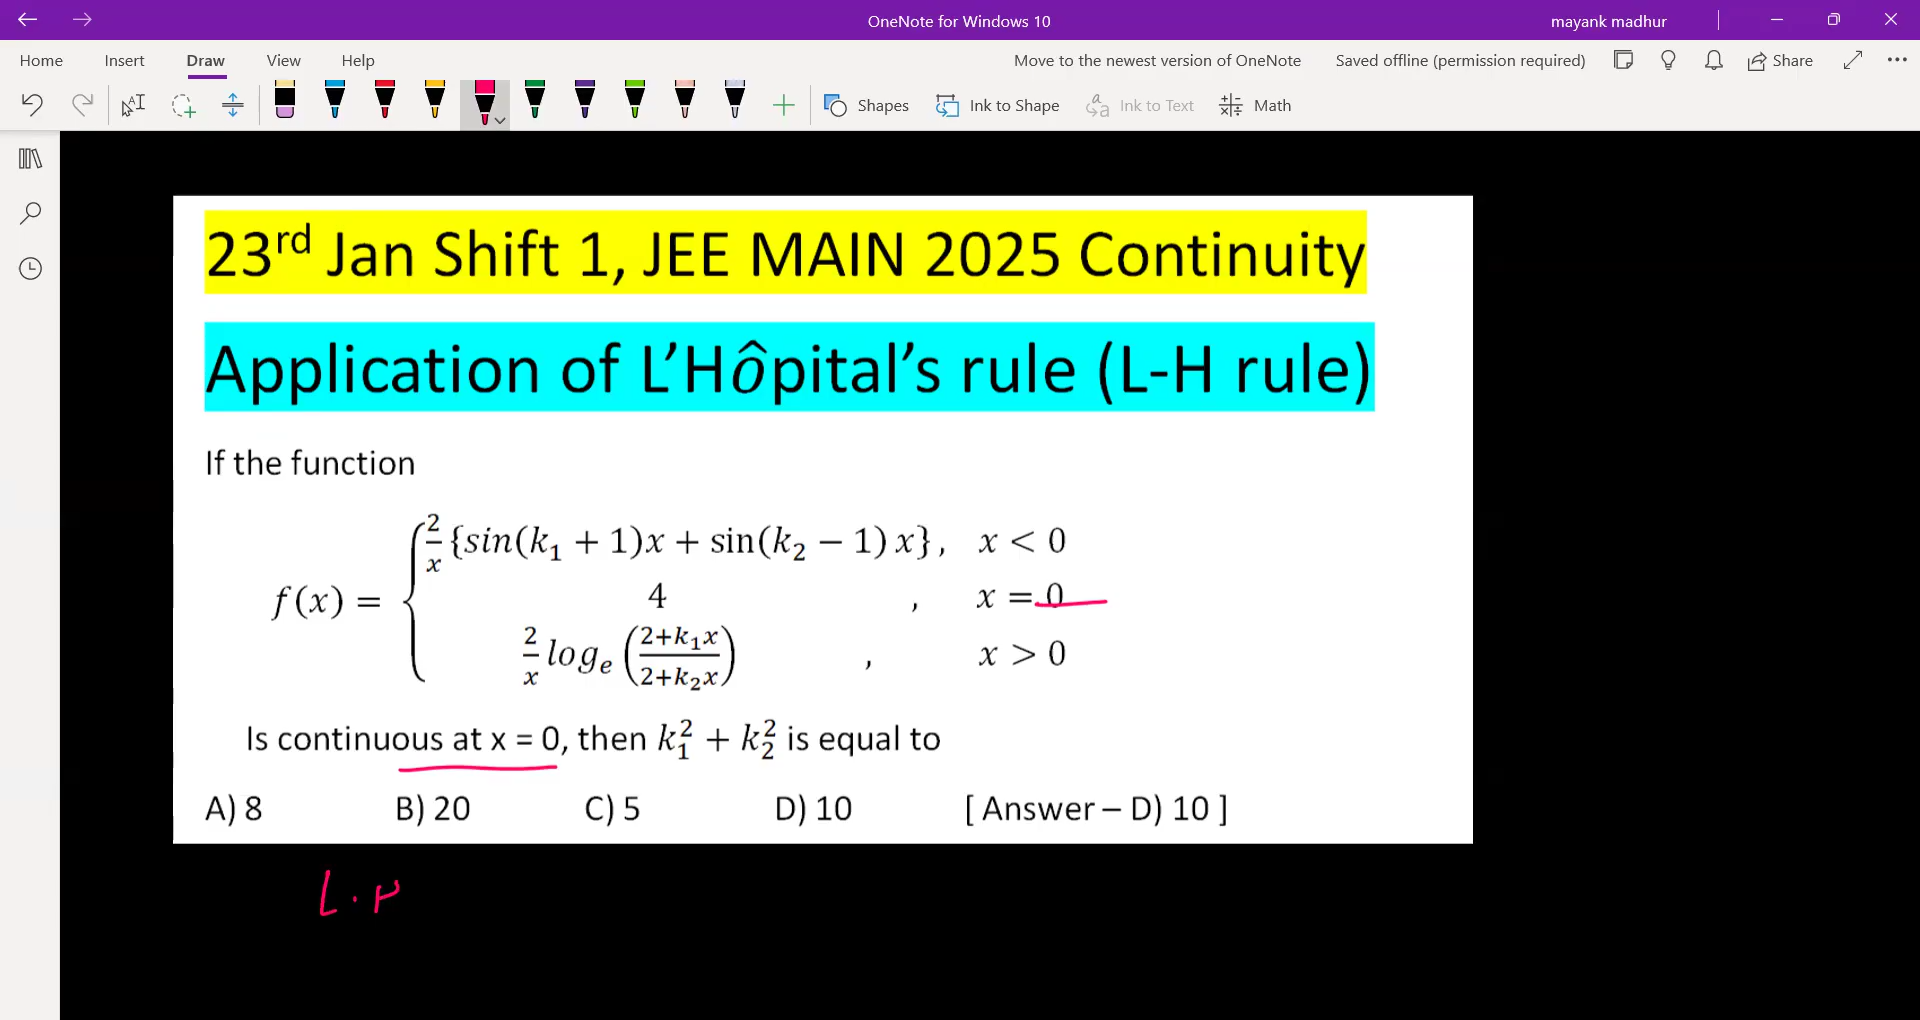 OneNote for Windows 10
mayank madhur
Home Insert Draw View Help
Move to the newest version of OneNote Saved offline (permission required) Share
Shapes Ink to Shape Ink to Text Math
23rd Jan Shift 1, JEE MAIN 2025 Continuity
Application of L'Hôpital's rule (L-H rule)
If the function
f(x) = { 2/x {sin(k₁ + 1)x + sin(k₂ − 1) x}, x < 0
4 , x = 0
2/x logₑ ((2+k₁x)/(2+k₂x)) , x > 0
Is continuous at x = 0, then k₁² + k₂² is equal to
A) 8 B) 20 C) 5 D) 10 [ Answer – D) 10 ]